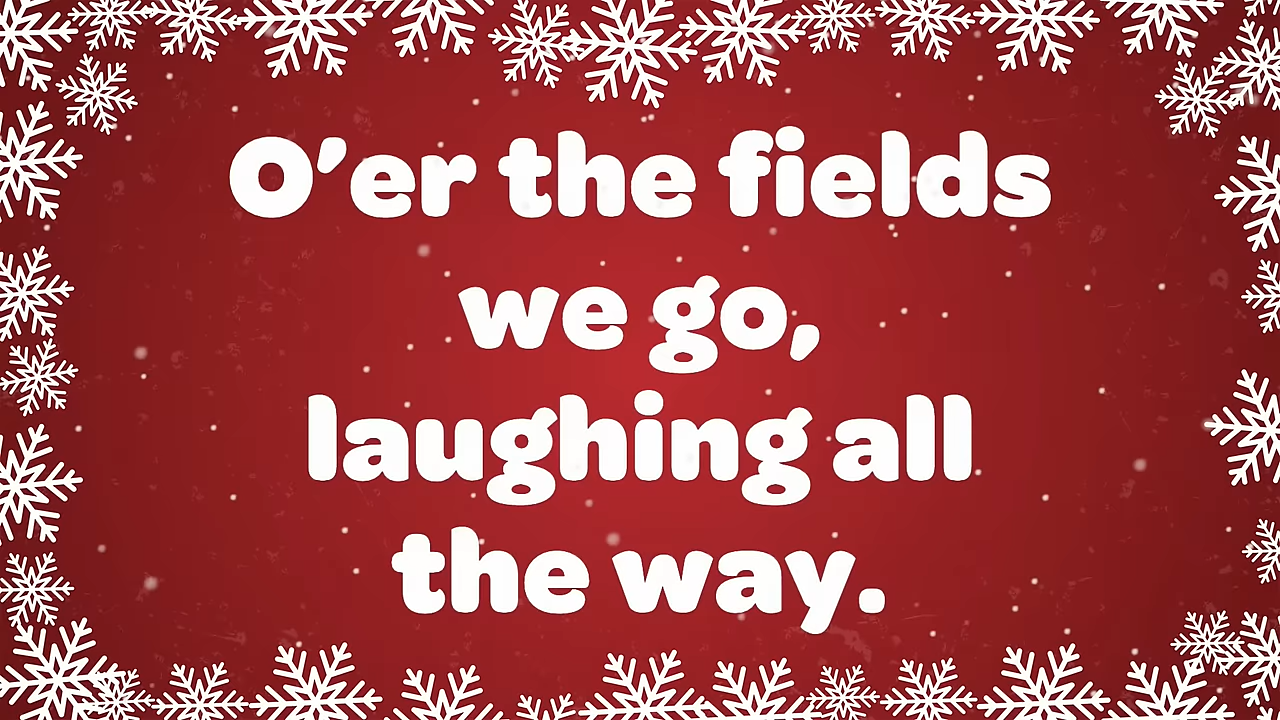 O’er the fields
we go,
laughing all
the way.